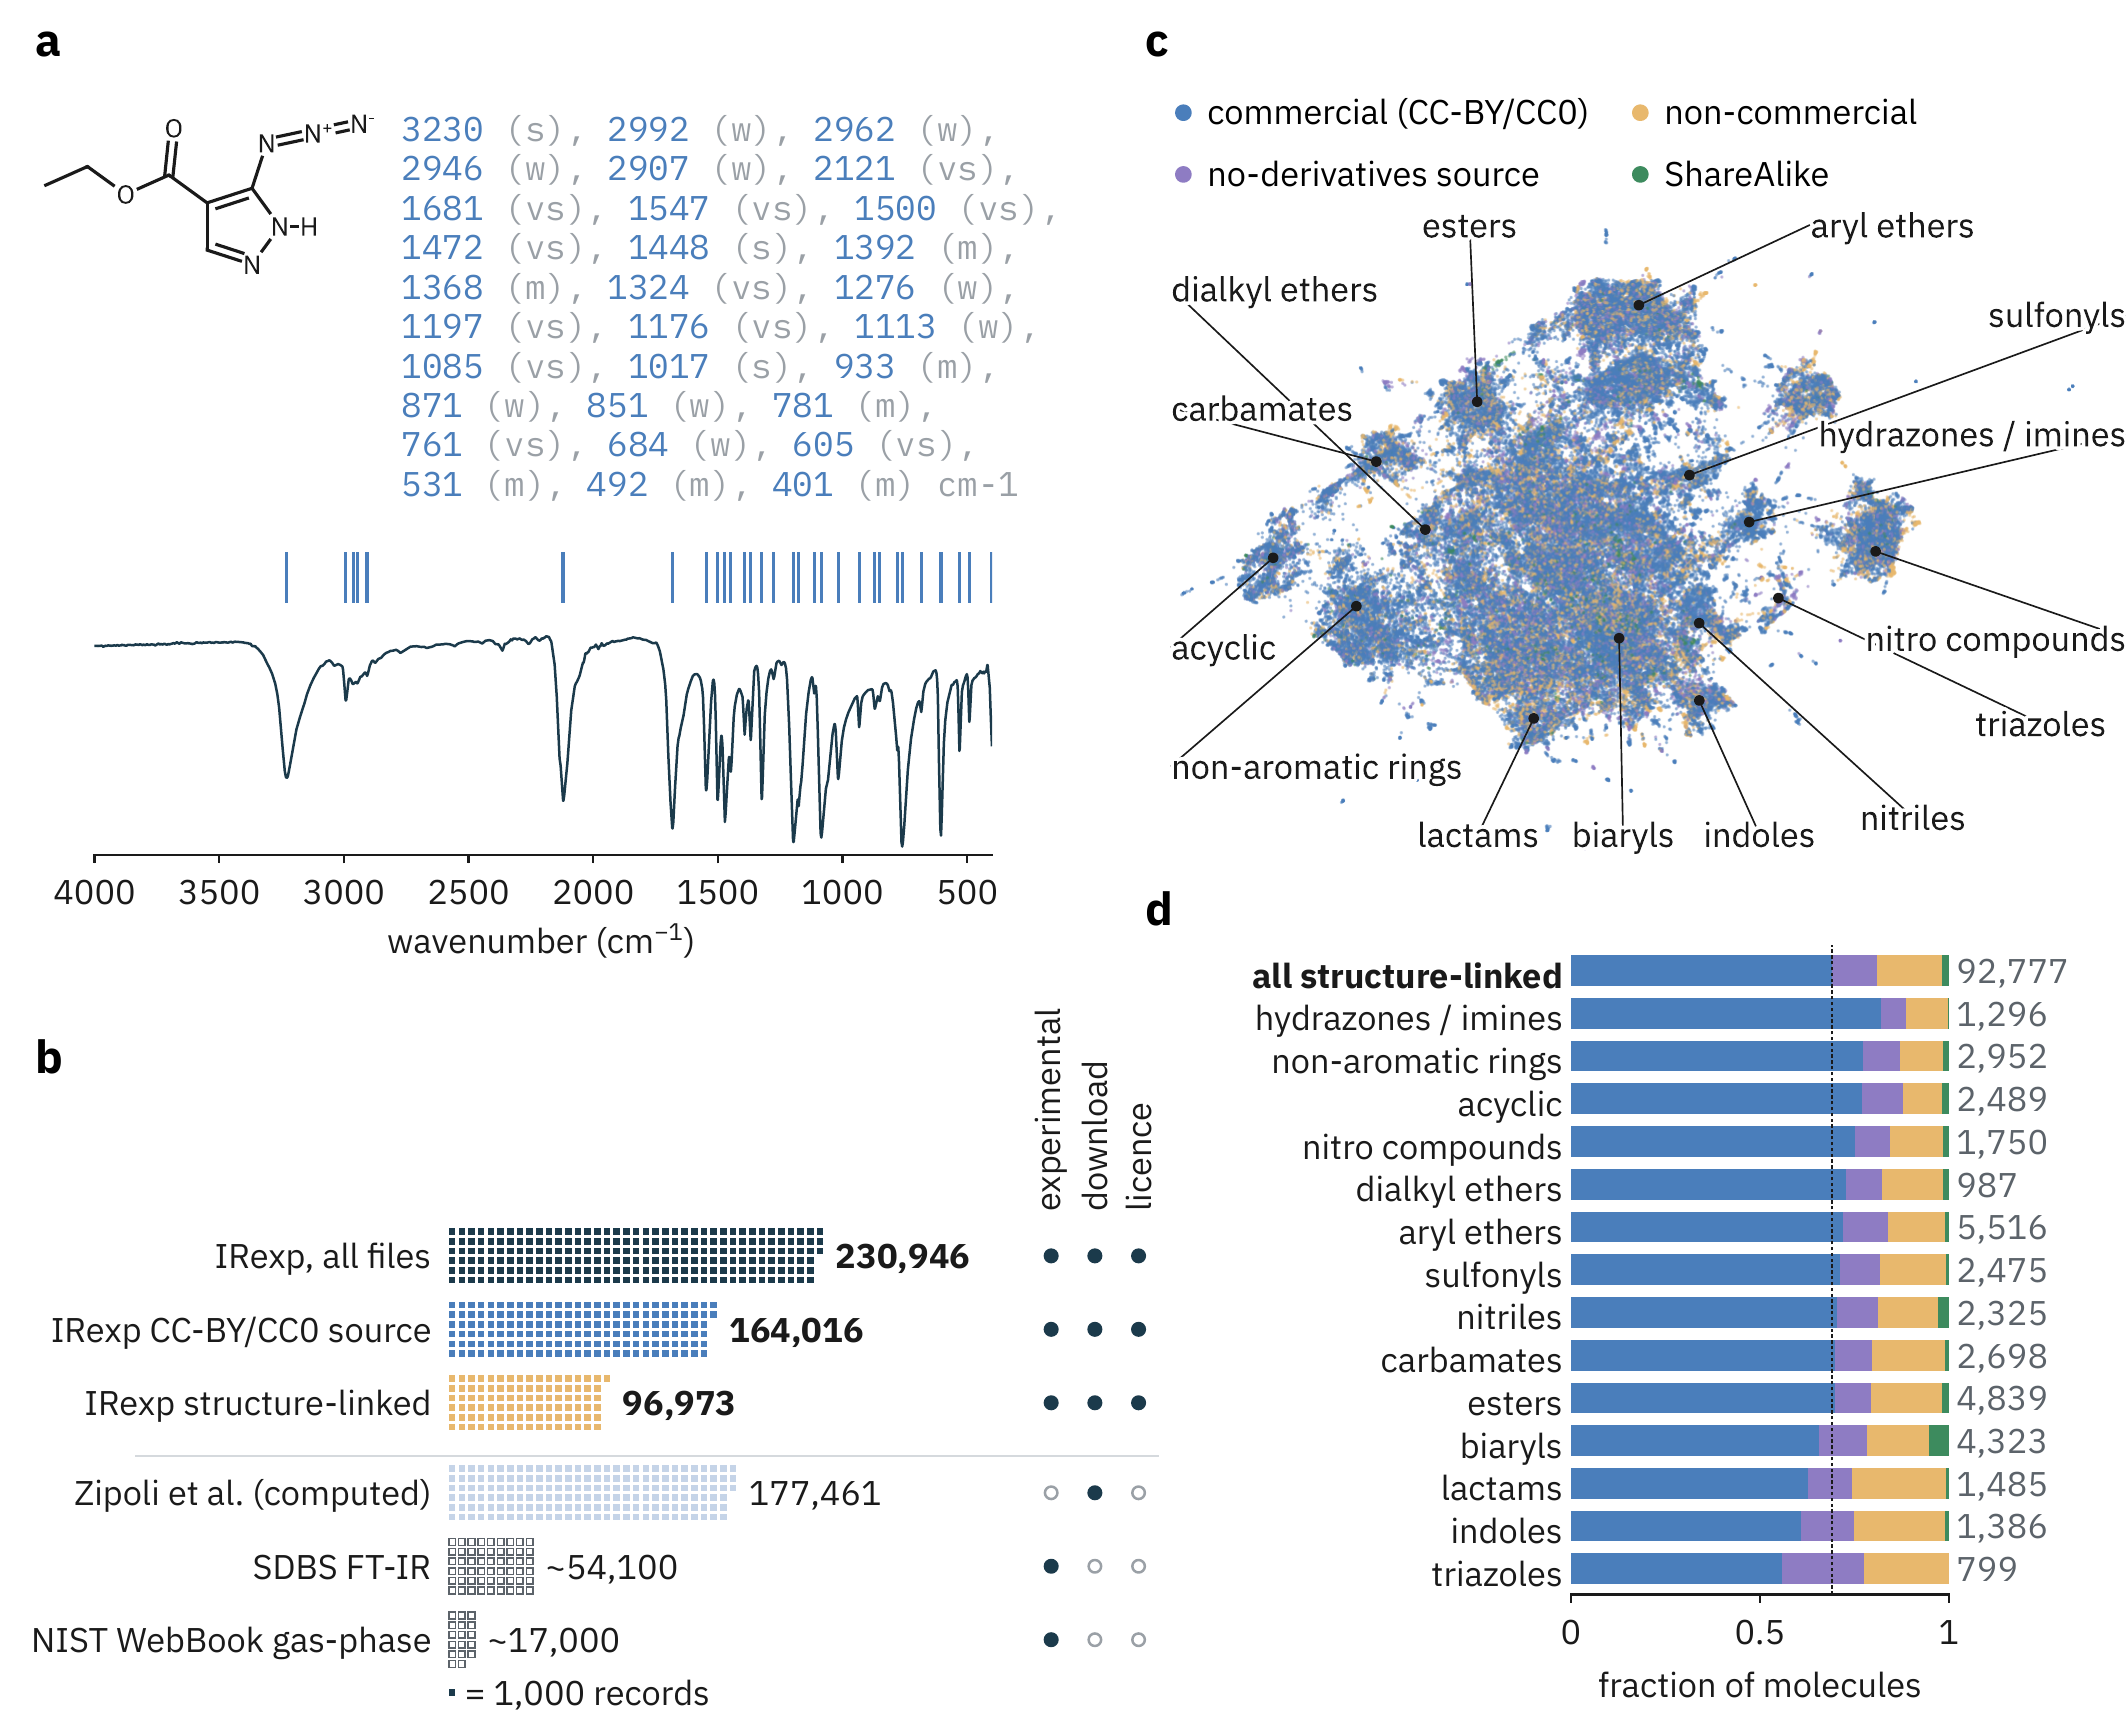 a
O
O
N
N+
N-
N-H
N
3230 (s), 2992 (w), 2962 (w),
2946 (w), 2907 (w), 2121 (vs),
1681 (vs), 1547 (vs), 1500 (vs),
1472 (vs), 1448 (s), 1392 (m),
1368 (m), 1324 (vs), 1276 (w),
1197 (vs), 1176 (vs), 1113 (w),
1085 (vs), 1017 (s), 933 (m),
871 (w), 851 (w), 781 (m),
761 (vs), 684 (w), 605 (vs),
531 (m), 492 (m), 401 (m) cm-1
4000 3500 3000 2500 2000 1500 1000 500
wavenumber (cm⁻¹)
b
experimental
download
licence
IRexp, all files 230,946
IRexp CC-BY/CC0 source 164,016
IRexp structure-linked 96,973
Zipoli et al. (computed) 177,461
SDBS FT-IR ~54,100
NIST WebBook gas-phase ~17,000
= 1,000 records
c
commercial (CC-BY/CC0)
non-commercial
no-derivatives source
ShareAlike
esters
aryl ethers
dialkyl ethers
sulfonyls
carbamates
hydrazones / imines
acyclic
nitro compounds
triazoles
non-aromatic rings
nitriles
lactams
biaryls
indoles
d
all structure-linked 92,777
hydrazones / imines 1,296
non-aromatic rings 2,952
acyclic 2,489
nitro compounds 1,750
dialkyl ethers 987
aryl ethers 5,516
sulfonyls 2,475
nitriles 2,325
carbamates 2,698
esters 4,839
biaryls 4,323
lactams 1,485
indoles 1,386
triazoles 799
0 0.5 1
fraction of molecules